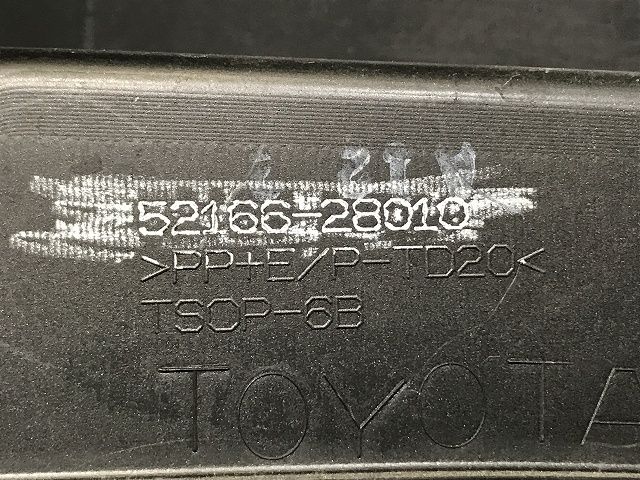 52166-28010
>PP+E/P-TD20<
TSOP-6B
TOYOTA